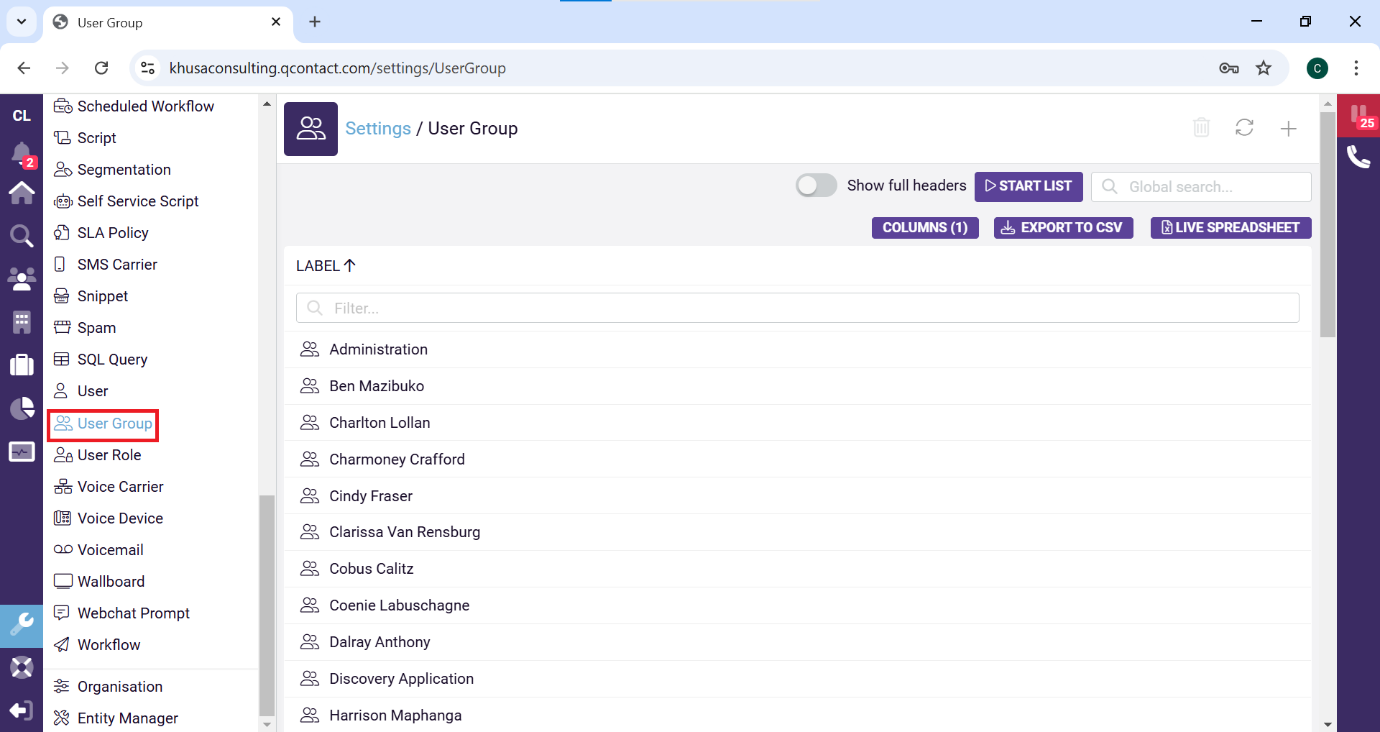 User Group
khusaconsulting.qcontact.com/settings/UserGroup
C
CL
2
Scheduled Workflow
Script
Segmentation
Self Service Script
SLA Policy
SMS Carrier
Snippet
Spam
SQL Query
User
User Group
User Role
Voice Carrier
Voice Device
Voicemail
Wallboard
Webchat Prompt
Workflow
Organisation
Entity Manager
Settings / User Group
Show full headers
START LIST
Global search...
COLUMNS (1)
EXPORT TO CSV
LIVE SPREADSHEET
LABEL
Filter...
Administration
Ben Mazibuko
Charlton Lollan
Charmoney Crafford
Cindy Fraser
Clarissa Van Rensburg
Cobus Calitz
Coenie Labuschagne
Dalray Anthony
Discovery Application
Harrison Maphanga
25